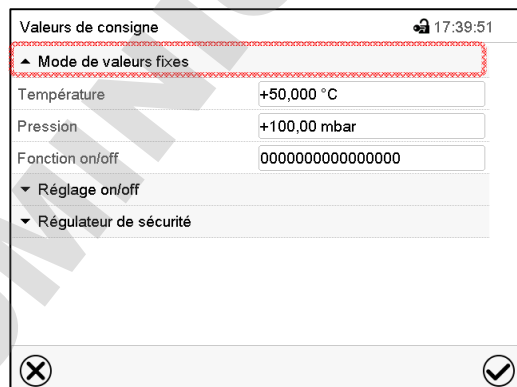 Valeurs de consigne 17:39:51
Mode de valeurs fixes
Température +50,000 °C
Pression +100,00 mbar
Fonction on/off 0000000000000000
Réglage on/off
Régulateur de sécurité